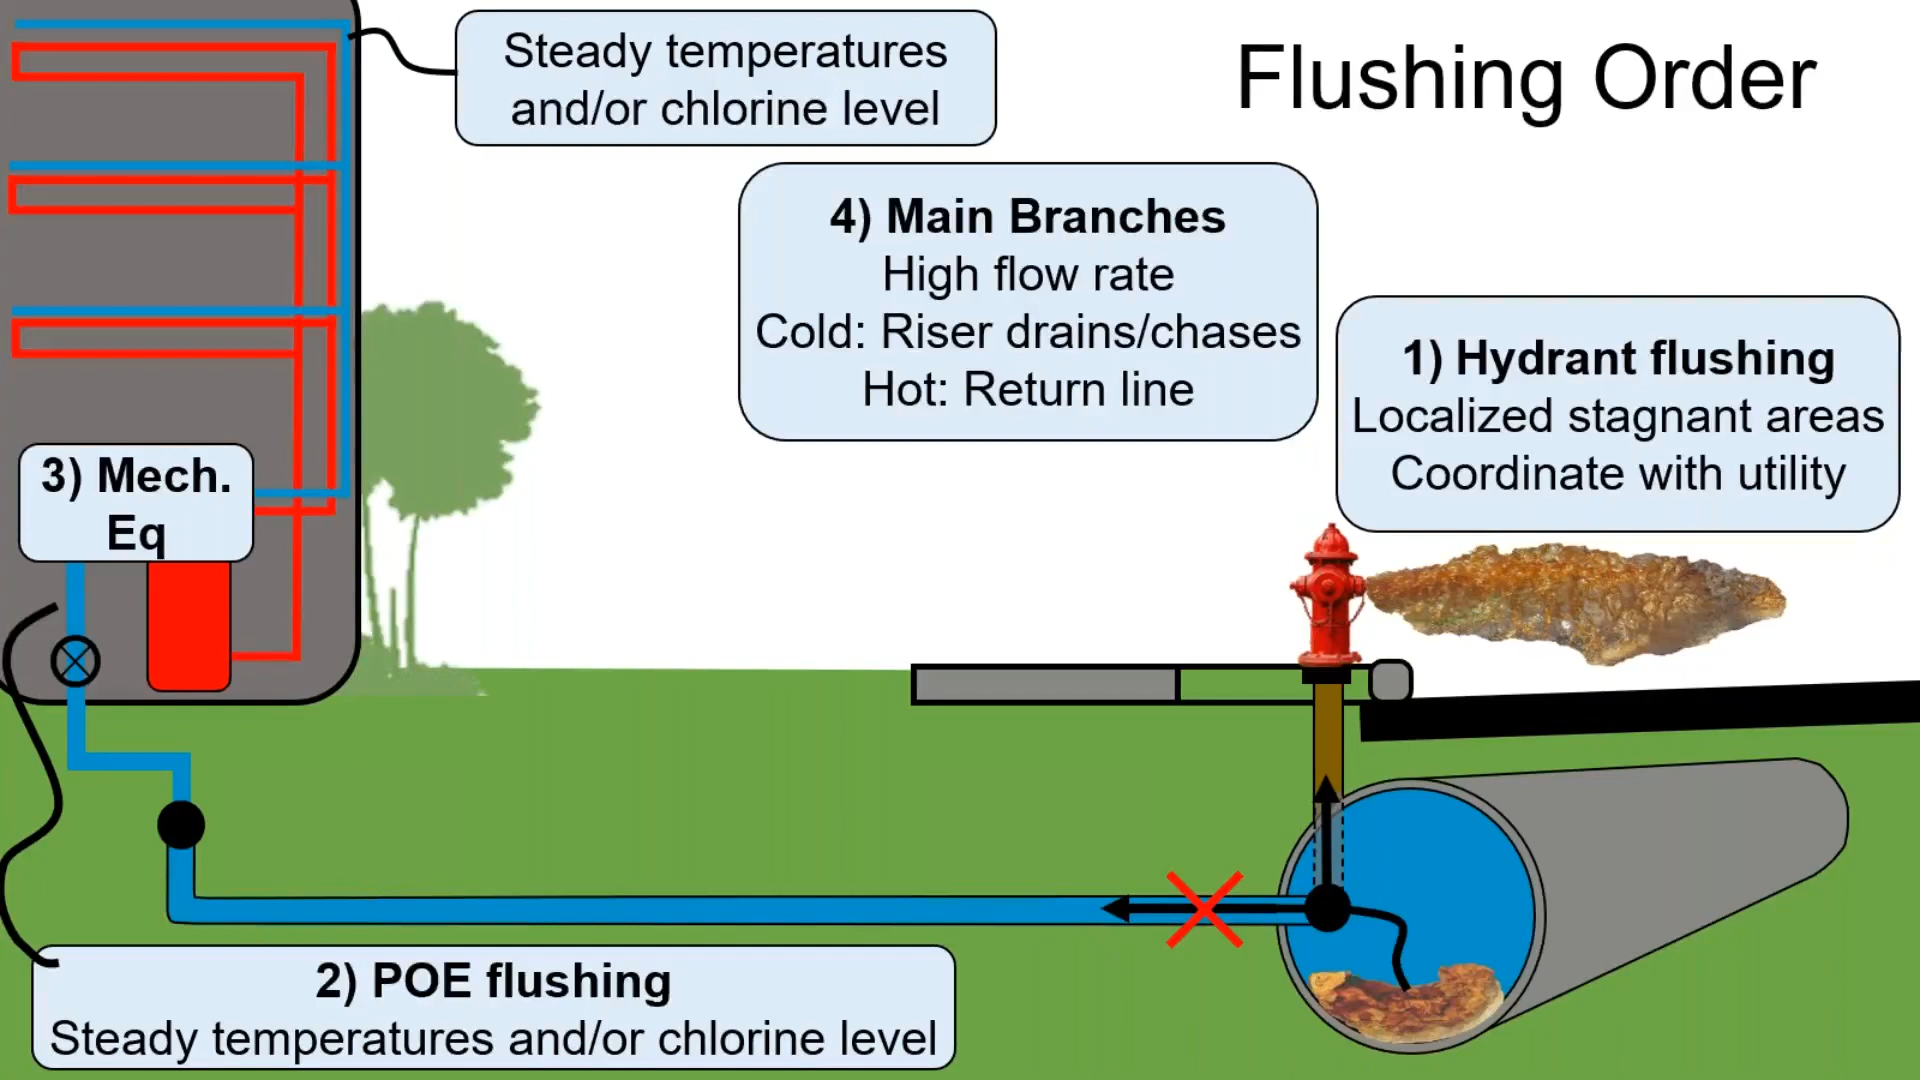 Flushing Order
Steady temperatures
and/or chlorine level
4) Main Branches
High flow rate
Cold: Riser drains/chases
Hot: Return line
1) Hydrant flushing
Localized stagnant areas
Coordinate with utility
3) Mech.
Eq
2) POE flushing
Steady temperatures and/or chlorine level